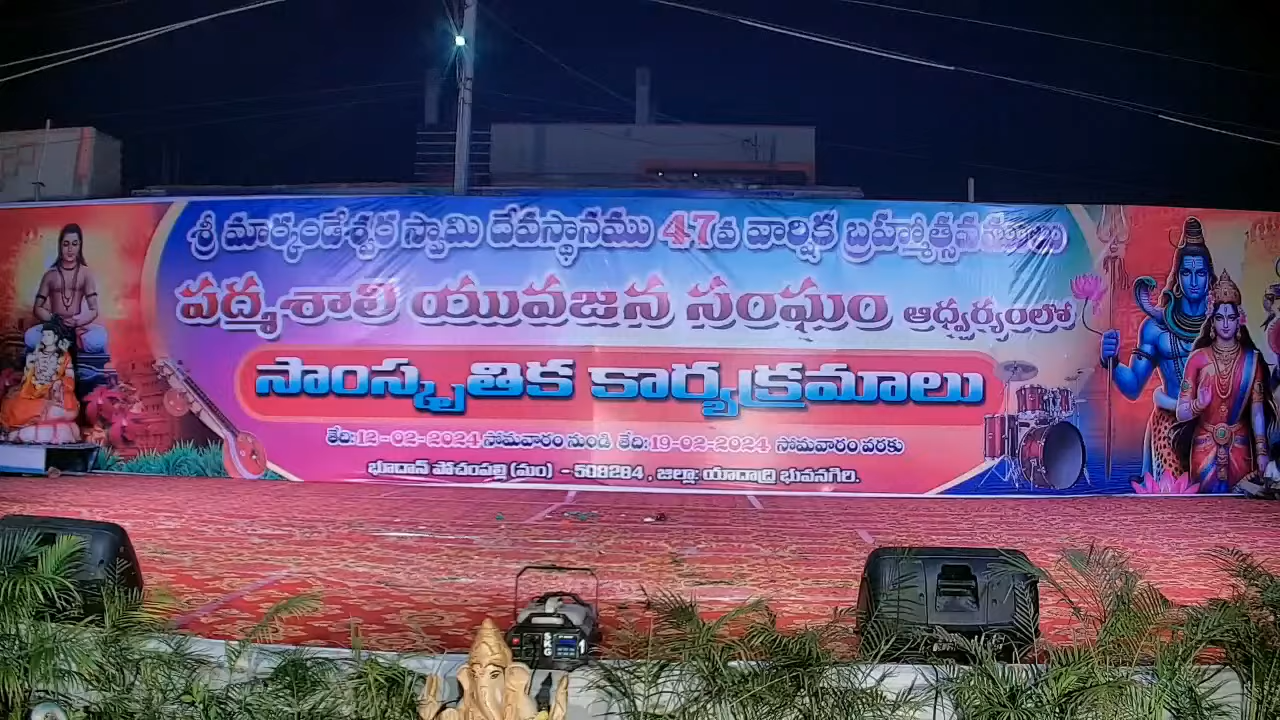 శ్రీ మార్కండేశ్వర స్వామి దేవస్థానము 47వ వార్షిక బ్రహ్మోత్సవములు
పద్మశాలి యువజన సంఘం ఆధ్వర్యంలో
సాంస్కృతిక కార్యక్రమాలు
తేది:12-02-2024 సోమవారం నుండి తేది:19-02-2024 సోమవారం వరకు
భూదాన్ పోచంపల్లి (మం) - 508284, జిల్లా: యాదాద్రి భువనగిరి.